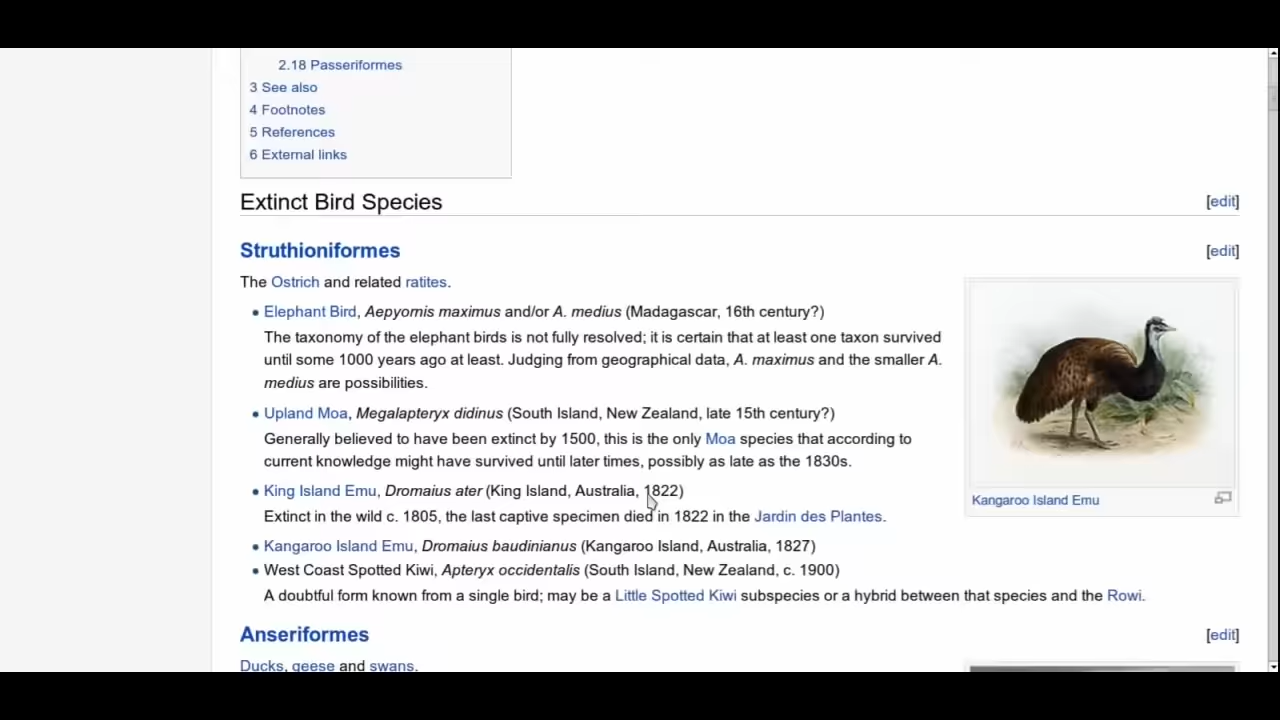 2.18 Passeriformes
3 See also
4 Footnotes
5 References
6 External links
Extinct Bird Species [edit]
Struthioniformes [edit]
The Ostrich and related ratites.
Elephant Bird, Aepyornis maximus and/or A. medius (Madagascar, 16th century?)
The taxonomy of the elephant birds is not fully resolved; it is certain that at least one taxon survived
until some 1000 years ago at least. Judging from geographical data, A. maximus and the smaller A.
medius are possibilities.
Upland Moa, Megalapteryx didinus (South Island, New Zealand, late 15th century?)
Generally believed to have been extinct by 1500, this is the only Moa species that according to
current knowledge might have survived until later times, possibly as late as the 1830s.
King Island Emu, Dromaius ater (King Island, Australia, 1822)
Extinct in the wild c. 1805, the last captive specimen died in 1822 in the Jardin des Plantes.
Kangaroo Island Emu, Dromaius baudinianus (Kangaroo Island, Australia, 1827)
West Coast Spotted Kiwi, Apteryx occidentalis (South Island, New Zealand, c. 1900)
A doubtful form known from a single bird; may be a Little Spotted Kiwi subspecies or a hybrid between that species and the Rowi.
Kangaroo Island Emu
Anseriformes [edit]
Ducks, geese and swans.